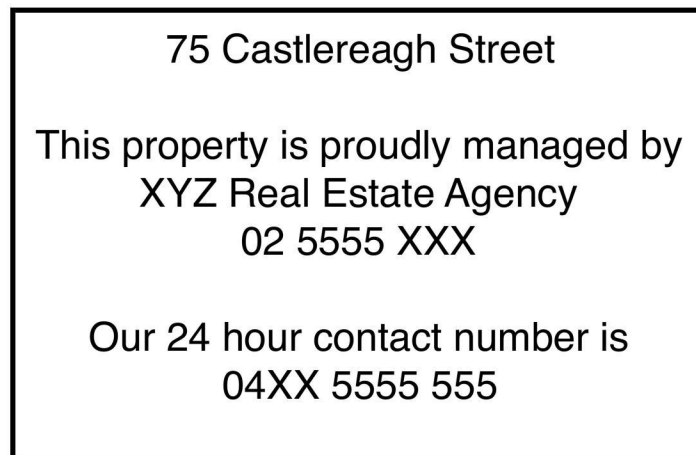 75 Castlereagh Street
This property is proudly managed by
XYZ Real Estate Agency
02 5555 XXX
Our 24 hour contact number is
04XX 5555 555